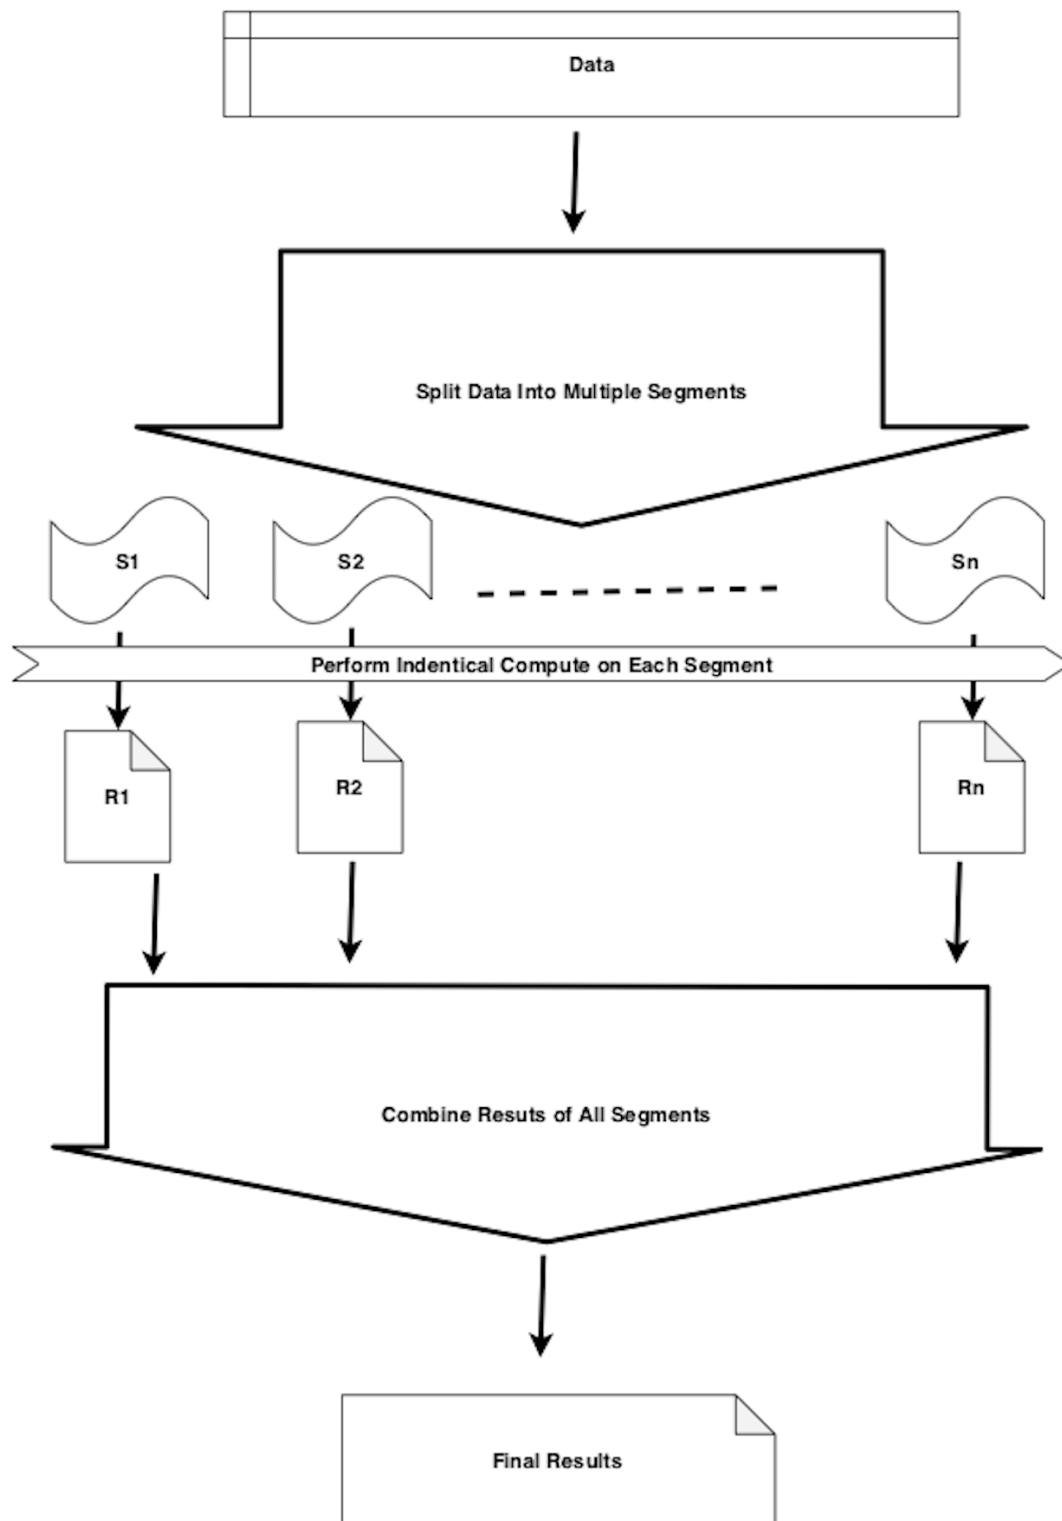 Data
Split Data Into Multiple Segments
S1
S2
Sn
Perform Indentical Compute on Each Segment
R1
R2
Rn
Combine Resuts of All Segments
Final Results